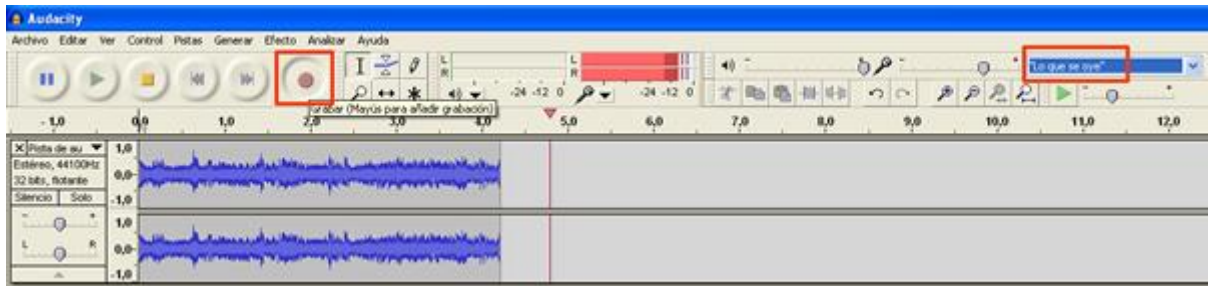 Audacity
Archivo Editar Ver Control Pistas Generar Efecto Analizar Ayuda
L L
R R
"Lo que se oye"
-24 -12 0 -24 -12 0
Grabar (Mayús para añadir grabación)
- 1,0 0,0 1,0 2,0 3,0 4,0 5,0 6,0 7,0 8,0 9,0 10,0 11,0 12,0
X Pista de au 1,0
Estéreo, 44100Hz
32 bits, flotante 0,0
Silencio Solo -1,0
- + 1,0
L R 0,0
-1,0